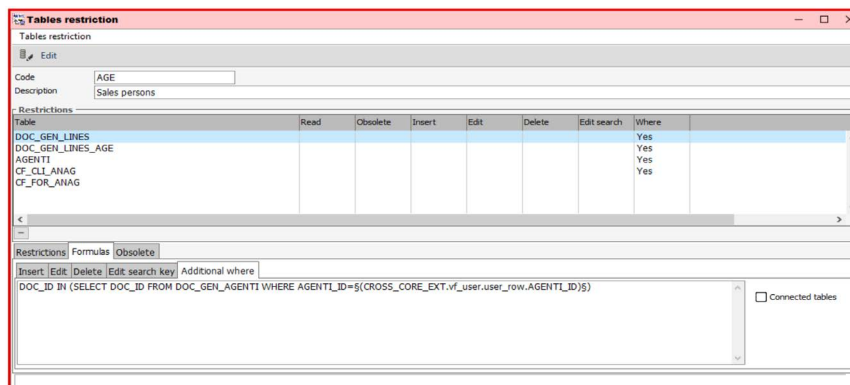 Tables restriction
Tables restriction
Edit
Code AGE
Description Sales persons
Restrictions
Table Read Obsolete Insert Edit Delete Edit search Where
DOC_GEN_LINES Yes
DOC_GEN_LINES_AGE Yes
AGENTI Yes
CF_CLI_ANAG Yes
CF_FOR_ANAG
Restrictions Formulas Obsolete
Insert Edit Delete Edit search key Additional where
DOC_ID IN (SELECT DOC_ID FROM DOC_GEN_AGENTI WHERE AGENTI_ID=§(CROSS_CORE_EXT.vf_user.user_row.AGENTI_ID)§)
Connected tables